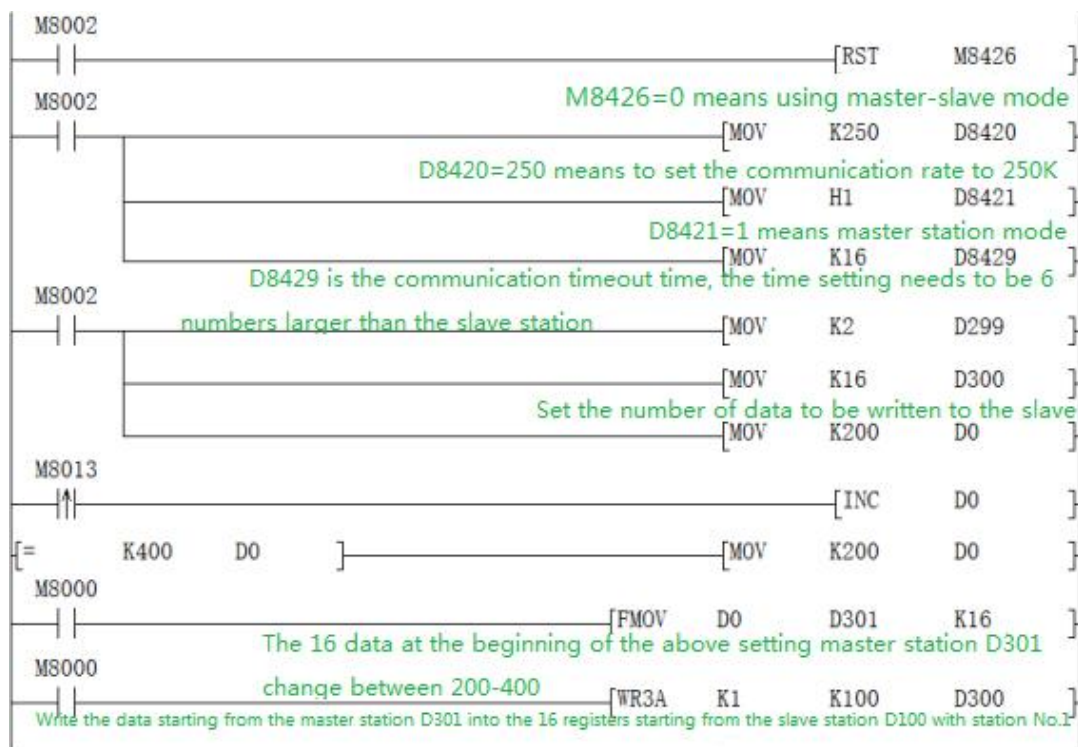 M8002
[RST M8426 ]
M8426=0 means using master-slave mode
M8002
[MOV K250 D8420 ]
D8420=250 means to set the communication rate to 250K
[MOV H1 D8421 ]
D8421=1 means master station mode
[MOV K16 D8429 ]
D8429 is the communication timeout time, the time setting needs to be 6
M8002
numbers larger than the slave station
[MOV K2 D299 ]
[MOV K16 D300 ]
Set the number of data to be written to the slave
[MOV K200 D0 ]
M8013
[INC D0 ]
[= K400 D0 ] [MOV K200 D0 ]
M8000
[FMOV D0 D301 K16 ]
The 16 data at the beginning of the above setting master station D301
M8000
change between 200-400
[WR3A K1 K100 D300 ]
Write the data starting from the master station D301 into the 16 registers starting from the slave station D100 with station No.1